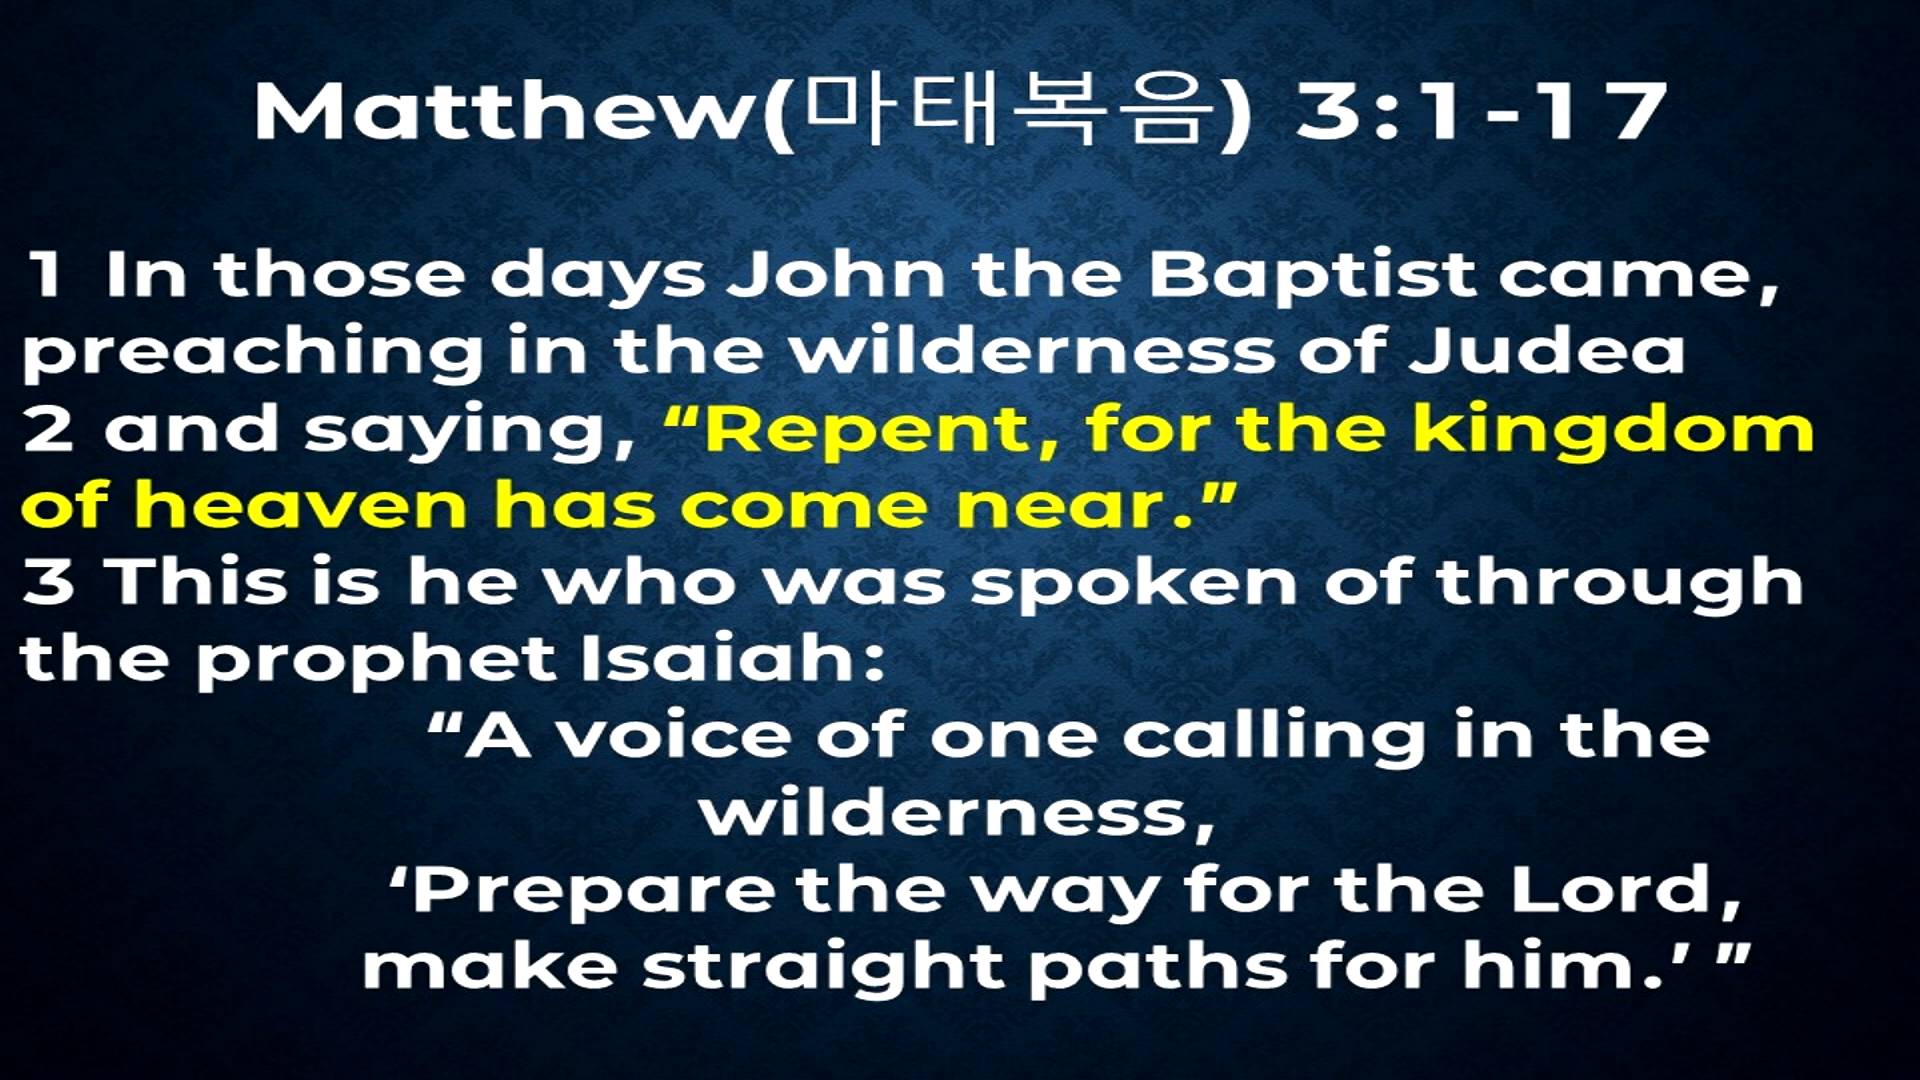 Matthew(마태복음) 3:1-17
1 In those days John the Baptist came,
preaching in the wilderness of Judea
2 and saying, “Repent, for the kingdom
of heaven has come near.”
3 This is he who was spoken of through
the prophet Isaiah:
“A voice of one calling in the
wilderness,
‘Prepare the way for the Lord,
make straight paths for him.’ ”